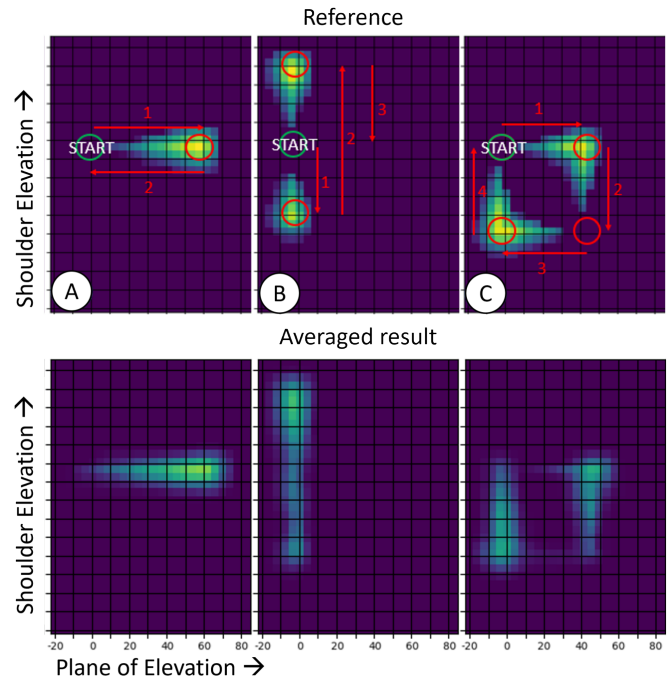 Reference
Shoulder Elevation →
START
1
2
A
START
1
2
3
B
START
1
2
3
4
C
Averaged result
Shoulder Elevation →
-20 0 20 40 60 80
-20 0 20 40 60 80
-20 0 20 40 60 80
Plane of Elevation →